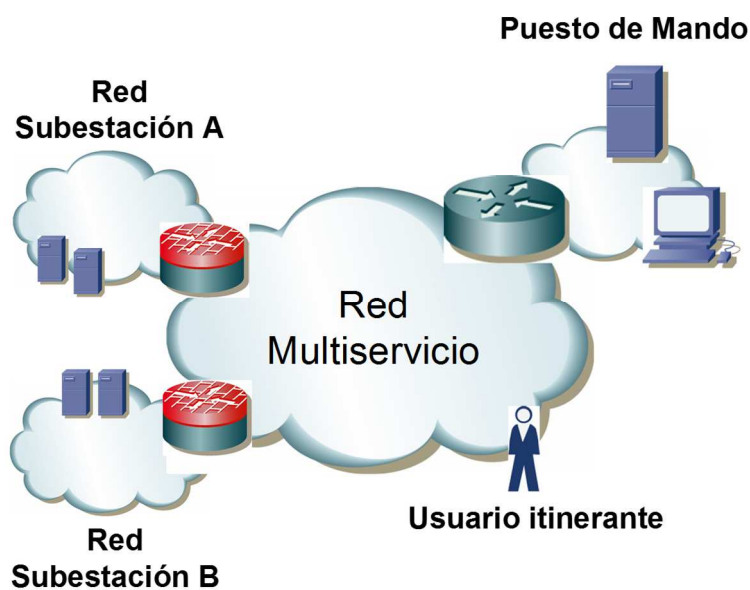 Puesto de Mando
Red
Subestación A
Red
Multiservicio
Usuario itinerante
Red
Subestación B